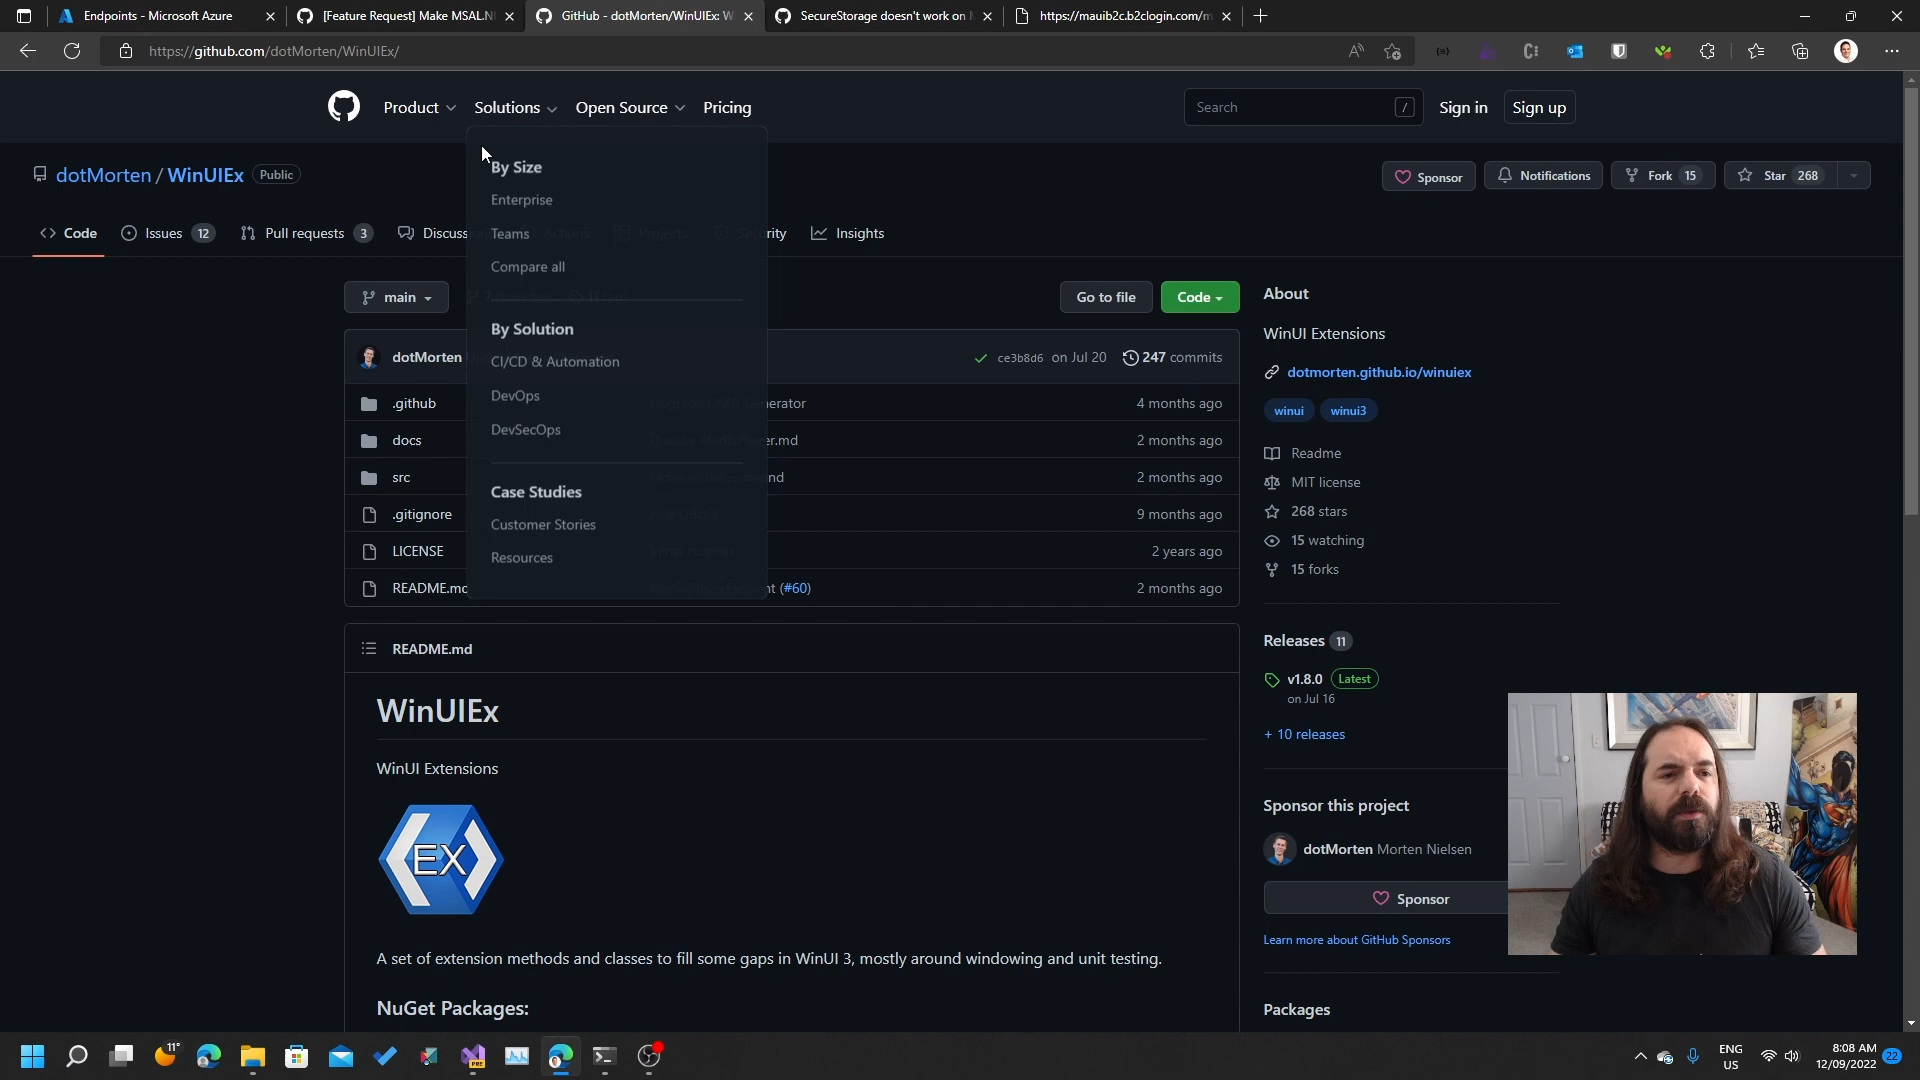 Endpoints - Microsoft Azure
[Feature Request] Make MSAL.N
GitHub - dotMorten/WinUIEx: W
SecureStorage doesn't work on
https://mauib2c.b2clogin.com/m
https://github.com/dotMorten/WinUIEx/
Product
Solutions
Open Source
Pricing
Search
/
Sign in
Sign up
dotMorten / WinUIEx
Public
Sponsor
Notifications
Fork 15
Star 268
Code
Issues 12
Pull requests 3
Discuss
Actions
Projects
Security
Insights
By Size
Enterprise
Teams
Compare all
By Solution
CI/CD & Automation
DevOps
DevSecOps
Case Studies
Customer Stories
Resources
main
Go to file
Code
dotMorten
ce3b8d6 on Jul 20
247 commits
.github
erator
4 months ago
docs
er.md
2 months ago
src
nd
2 months ago
.gitignore
9 months ago
LICENSE
2 years ago
README.md
nt (#60)
2 months ago
README.md
WinUIEx
WinUI Extensions
EX
A set of extension methods and classes to fill some gaps in WinUI 3, mostly around windowing and unit testing.
NuGet Packages:
About
WinUI Extensions
dotmorten.github.io/winuiex
winui
winui3
Readme
MIT license
268 stars
15 watching
15 forks
Releases 11
v1.8.0 Latest
on Jul 16
+ 10 releases
Sponsor this project
dotMorten Morten Nielsen
Sponsor
Learn more about GitHub Sponsors
Packages
11°
PRE
ENG
US
8:08 AM
12/09/2022
22